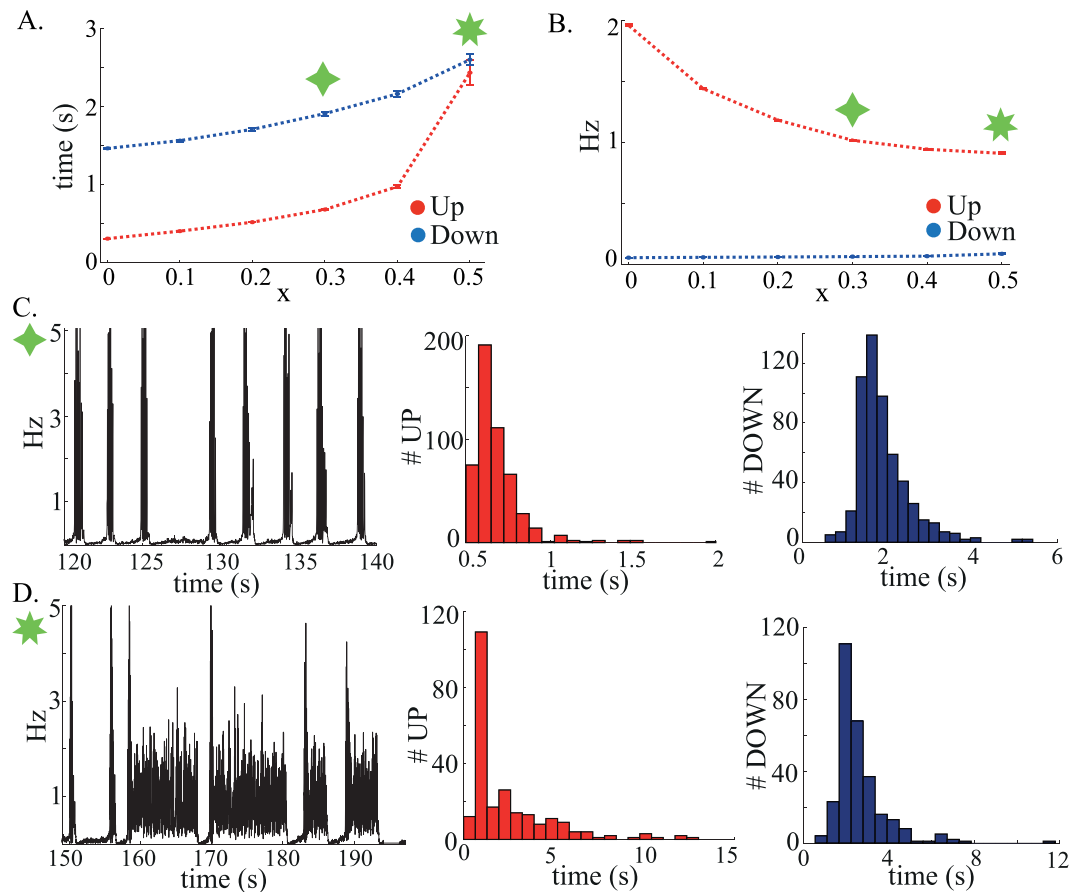 A.
3
2
1
0
time (s)
0 0.1 0.2 0.3 0.4 0.5
x
Up
Down
B.
2
1
0
Hz
0 0.1 0.2 0.3 0.4 0.5
x
Up
Down
C.
5
3
1
Hz
120 125 130 135 140
time (s)
200
100
0
# UP
0.5 1 1.5 2
time (s)
120
80
40
0
# DOWN
0 2 4 6
time (s)
D.
5
3
1
Hz
150 160 170 180 190
time (s)
120
80
40
0
# UP
0 5 10 15
time (s)
120
80
40
0
# DOWN
0 4 8 12
time (s)